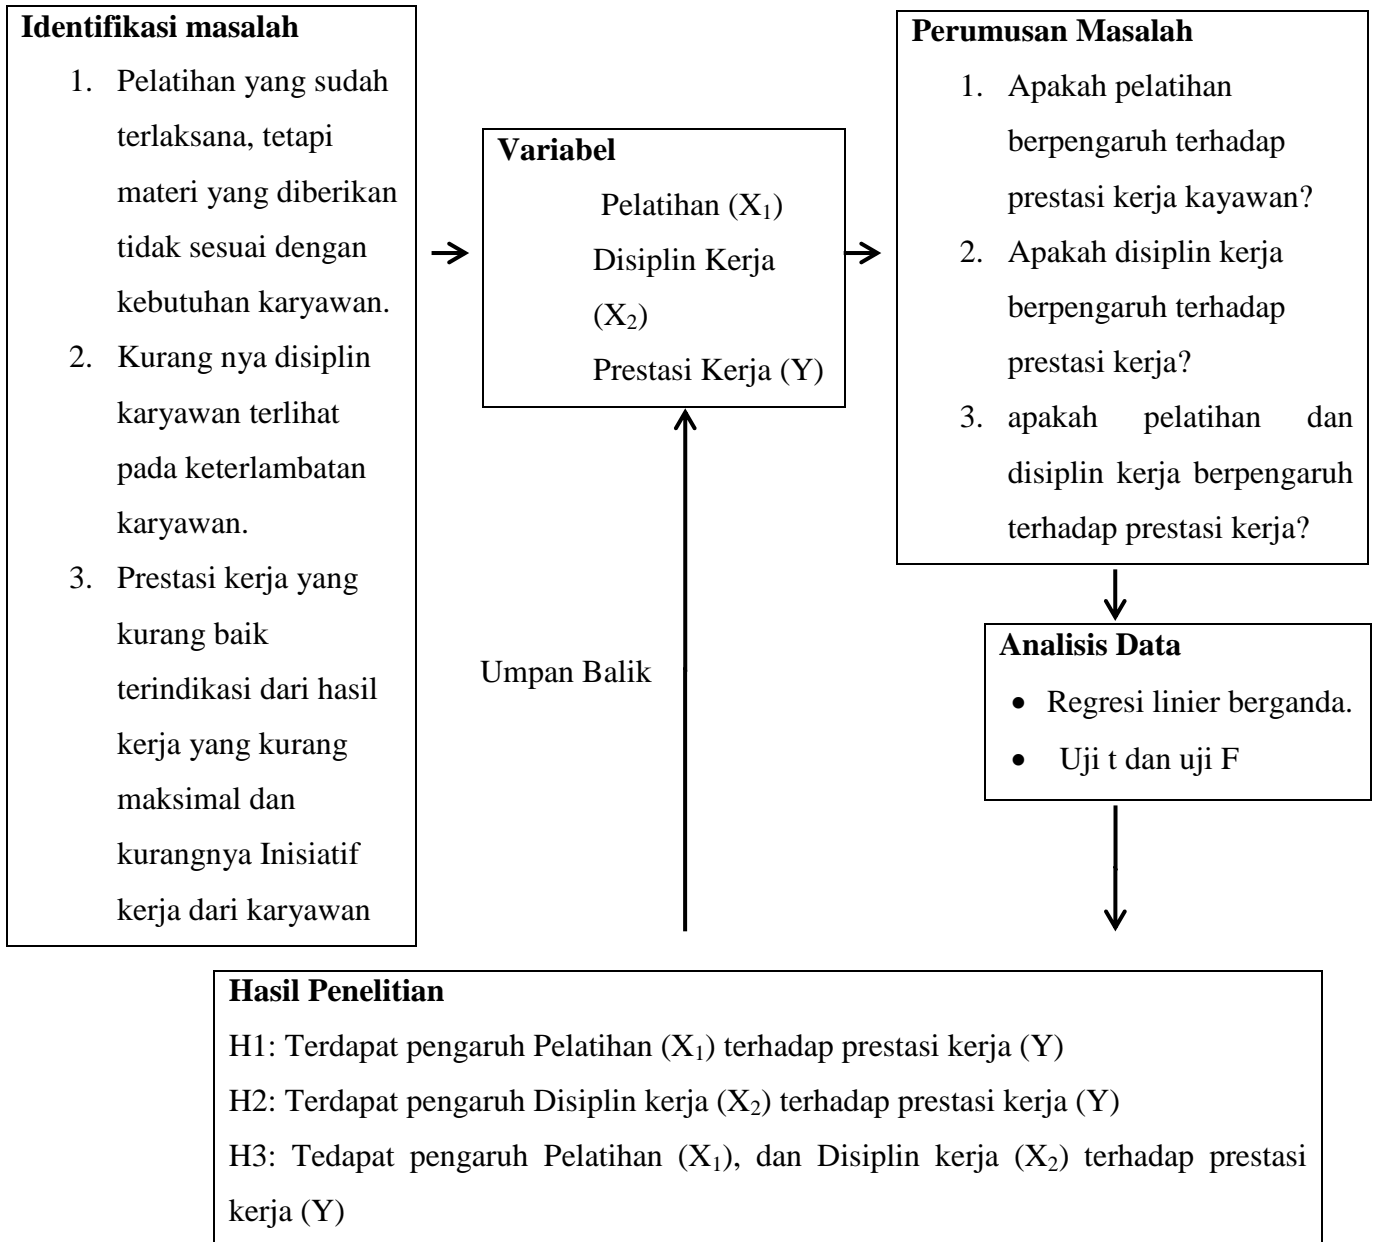 Identifikasi masalah
1. Pelatihan yang sudah
terlaksana, tetapi
materi yang diberikan
tidak sesuai dengan
kebutuhan karyawan.
2. Kurang nya disiplin
karyawan terlihat
pada keterlambatan
karyawan.
3. Prestasi kerja yang
kurang baik
terindikasi dari hasil
kerja yang kurang
maksimal dan
kurangnya Inisiatif
kerja dari karyawan
Variabel
Pelatihan (X₁)
Disiplin Kerja
(X₂)
Prestasi Kerja (Y)
Perumusan Masalah
1. Apakah pelatihan
berpengaruh terhadap
prestasi kerja kayawan?
2. Apakah disiplin kerja
berpengaruh terhadap
prestasi kerja?
3. apakah pelatihan dan
disiplin kerja berpengaruh
terhadap prestasi kerja?
Analisis Data
• Regresi linier berganda.
• Uji t dan uji F
Umpan Balik
Hasil Penelitian
H1: Terdapat pengaruh Pelatihan (X₁) terhadap prestasi kerja (Y)
H2: Terdapat pengaruh Disiplin kerja (X₂) terhadap prestasi kerja (Y)
H3: Tedapat pengaruh Pelatihan (X₁), dan Disiplin kerja (X₂) terhadap prestasi
kerja (Y)